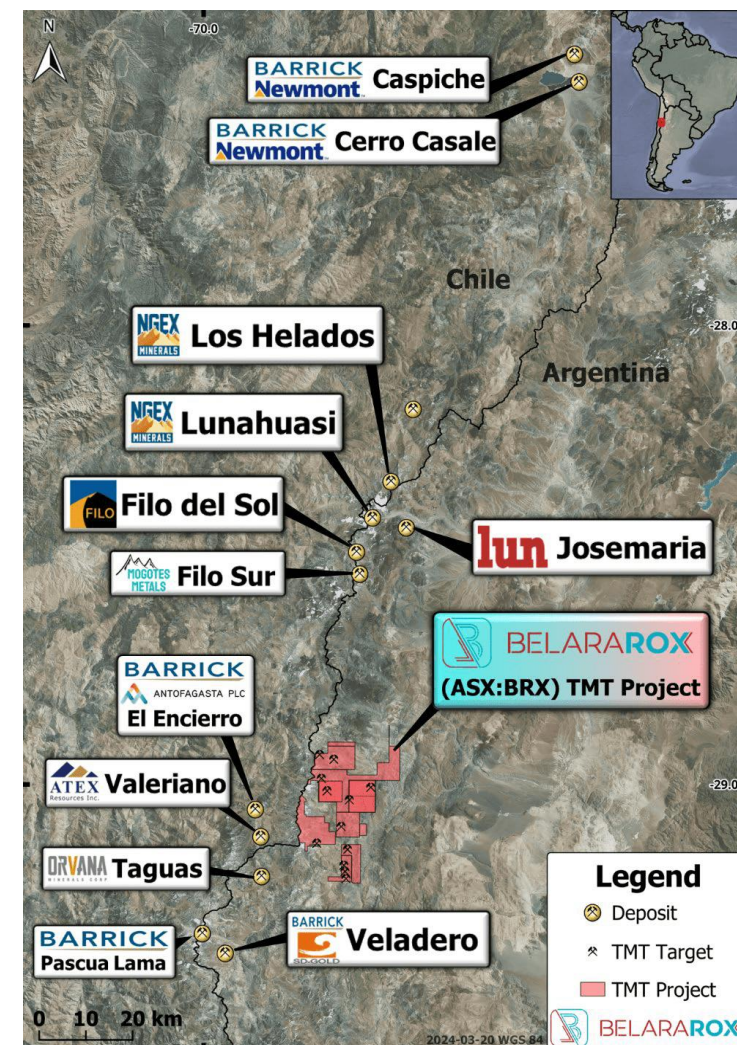 N
-70.0
BARRICK
Newmont™
Caspiche
BARRICK
Newmont™
Cerro Casale
Chile
-28.0
Argentina
NGEX
MINERALS
Los Helados
NGEX
MINERALS
Lunahuasi
FILO
Filo del Sol
MOGOTES
METALS
Filo Sur
lun Josemaria
BELARAROX
(ASX:BRX) TMT Project
BARRICK
ANTOFAGASTA PLC
El Encierro
ATEX
Resources Inc.
Valeriano
-29.0
ORVANA
MINERALS CORP
Taguas
BARRICK
Pascua Lama
BARRICK
SD-GOLD
Veladero
Legend
Deposit
TMT Target
TMT Project
BELARAROX
0 10 20 km
2024-03-20 WGS 84